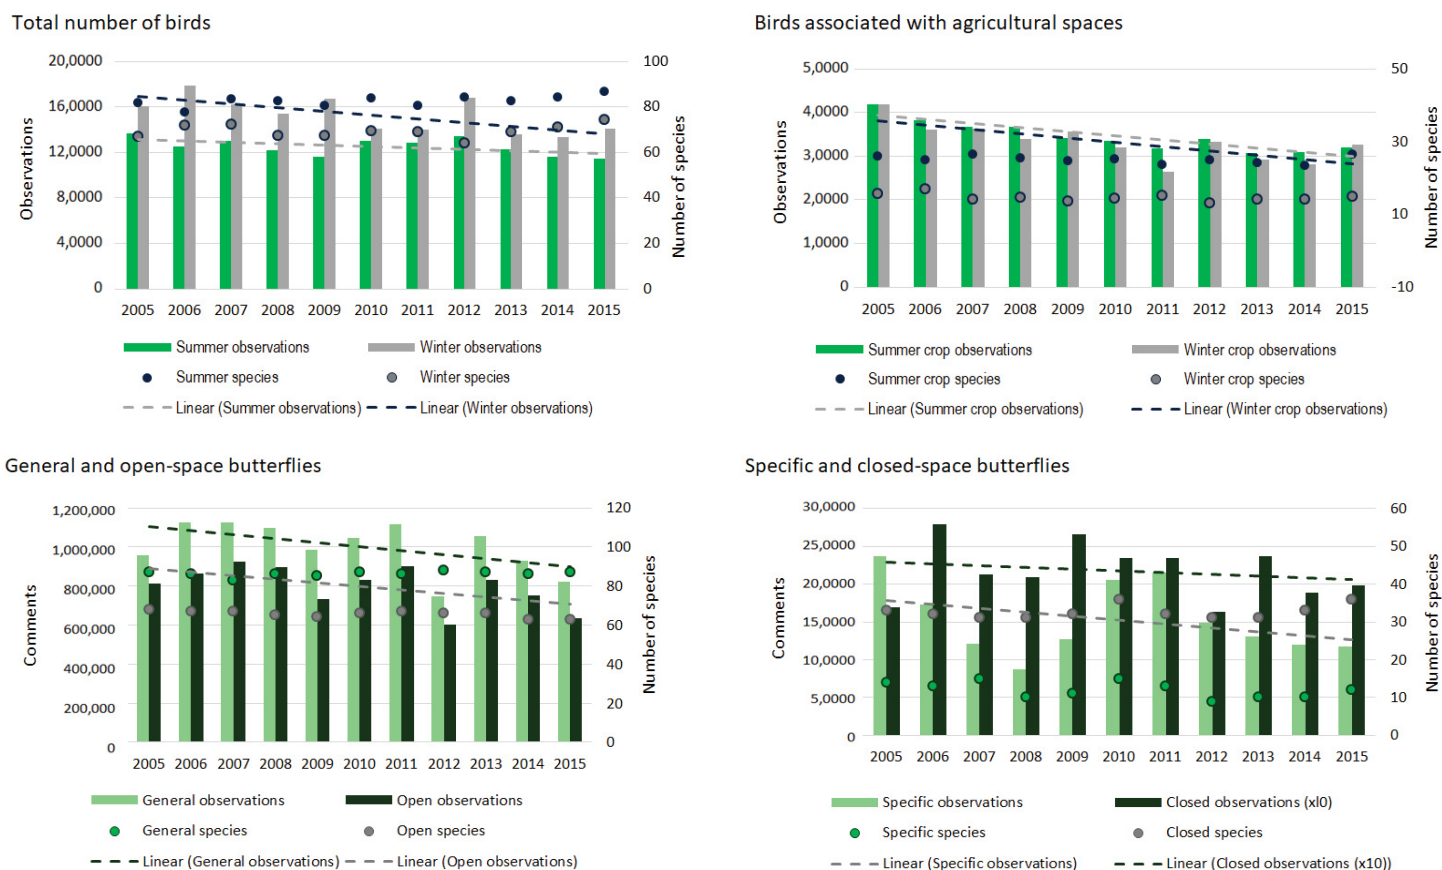 Total number of birds
20,0000
16,0000
12,0000
8,0000
4,0000
0
Observations
100
80
60
40
20
0
Number of species
2005 2006 2007 2008 2009 2010 2011 2012 2013 2014 2015
Summer observations Winter observations
Summer species Winter species
Linear (Summer observations) Linear (Winter observations)
Birds associated with agricultural spaces
5,0000
4,0000
3,0000
2,0000
1,0000
0
Observations
50
30
10
-10
Number of species
2005 2006 2007 2008 2009 2010 2011 2012 2013 2014 2015
Summer crop observations Winter crop observations
Summer crop species Winter crop species
Linear (Summer crop observations) Linear (Winter crop observations)
General and open-space butterflies
1,200,000
1,000,000
800,000
600,000
400,000
200,000
0
Comments
120
100
80
60
40
20
0
Number of species
2005 2006 2007 2008 2009 2010 2011 2012 2013 2014 2015
General observations Open observations
General species Open species
Linear (General observations) Linear (Open observations)
Specific and closed-space butterflies
30,0000
25,0000
20,0000
15,0000
10,0000
5,0000
0
Comments
60
50
40
30
20
10
0
Number of species
2005 2006 2007 2008 2009 2010 2011 2012 2013 2014 2015
Specific observations Closed observations (xl0)
Specific species Closed species
Linear (Specific observations) Linear (Closed observations (x10))